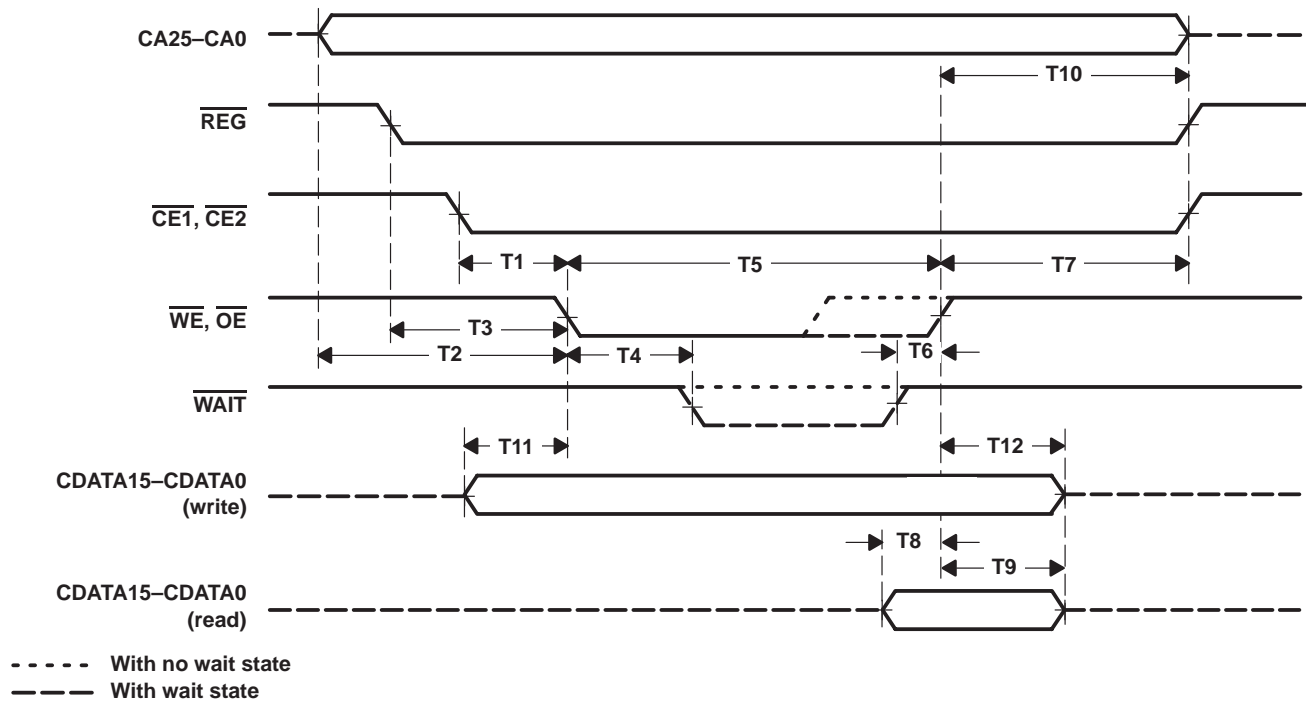 CA25–CA0
T10
REG
CE1, CE2
T1
T5
T7
WE, OE
T3
T6
T2
T4
WAIT
T11
T12
CDATA15–CDATA0
(write)
T8
T9
CDATA15–CDATA0
(read)
With no wait state
With wait state